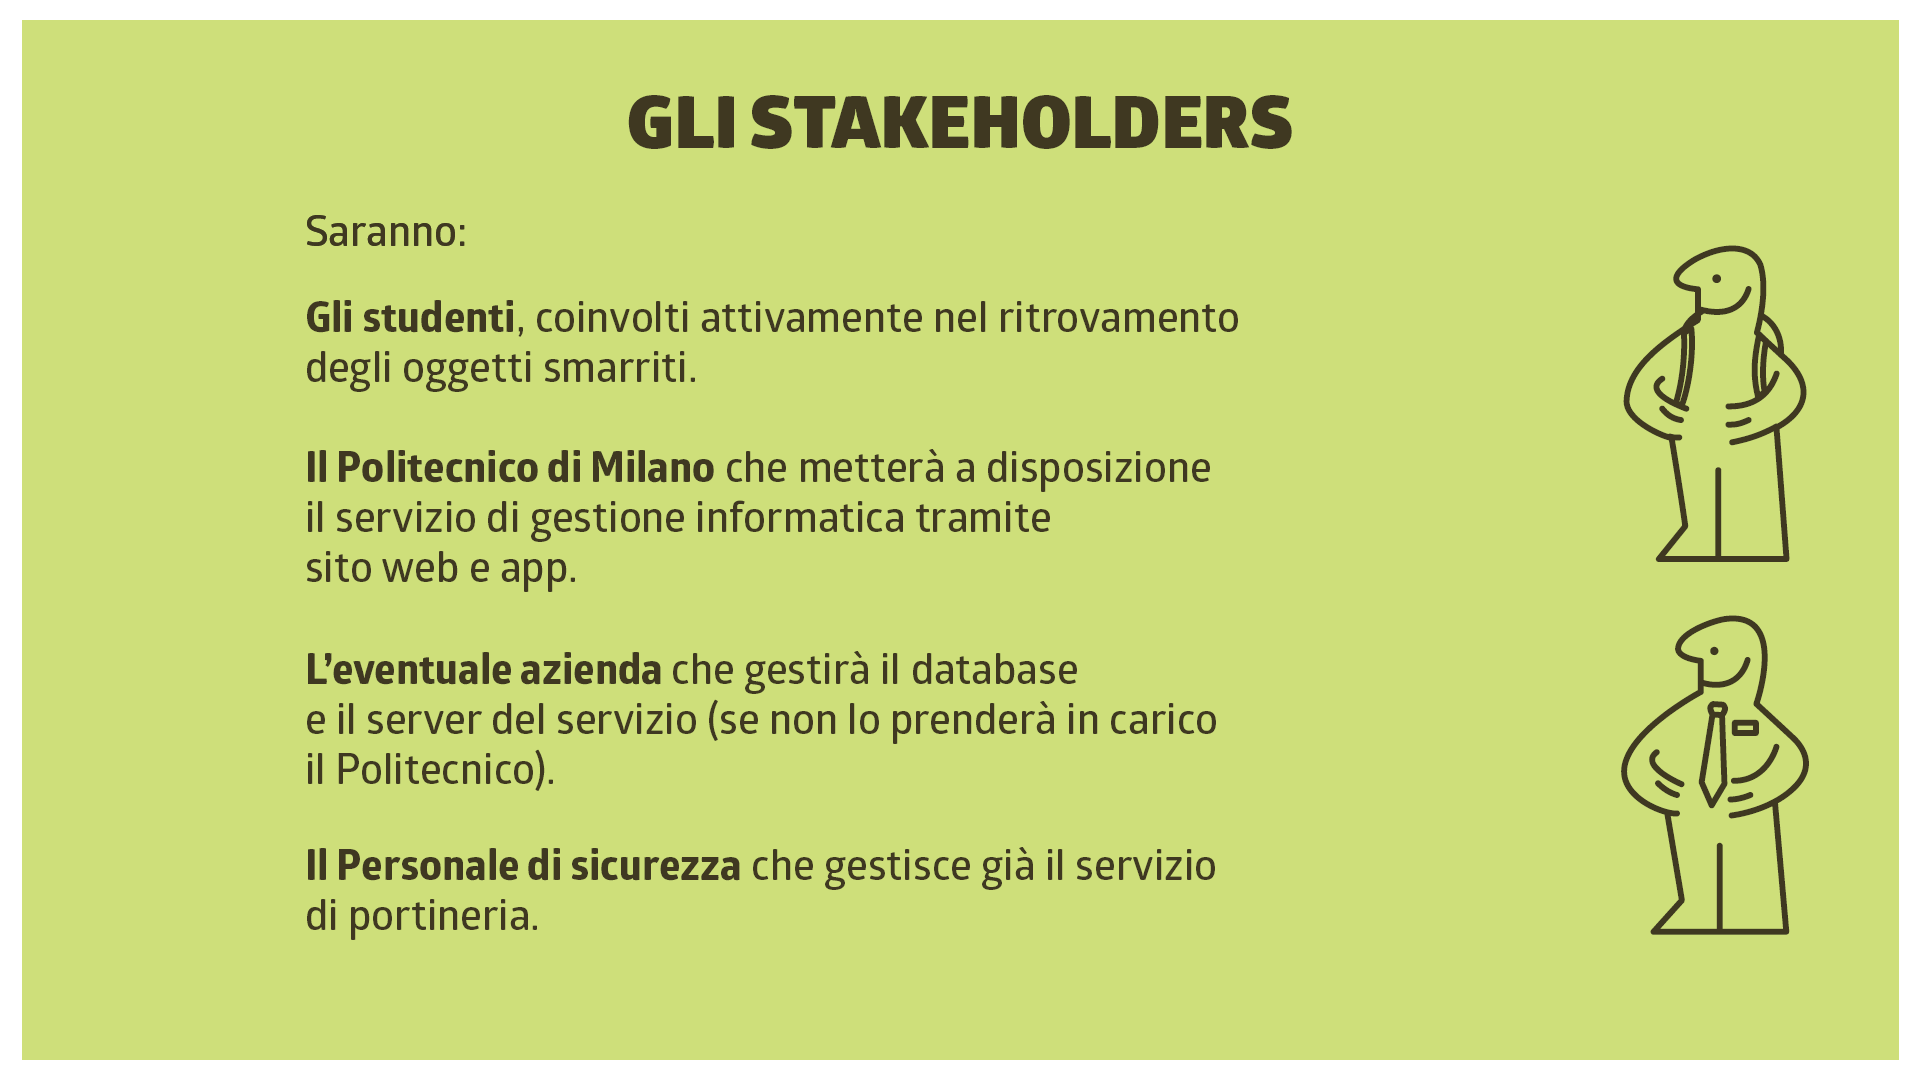 GLI STAKEHOLDERS
Saranno:
Gli studenti, coinvolti attivamente nel ritrovamento
degli oggetti smarriti.
Il Politecnico di Milano che metterà a disposizione
il servizio di gestione informatica tramite
sito web e app.
L’eventuale azienda che gestirà il database
e il server del servizio (se non lo prenderà in carico
il Politecnico).
Il Personale di sicurezza che gestisce già il servizio
di portineria.